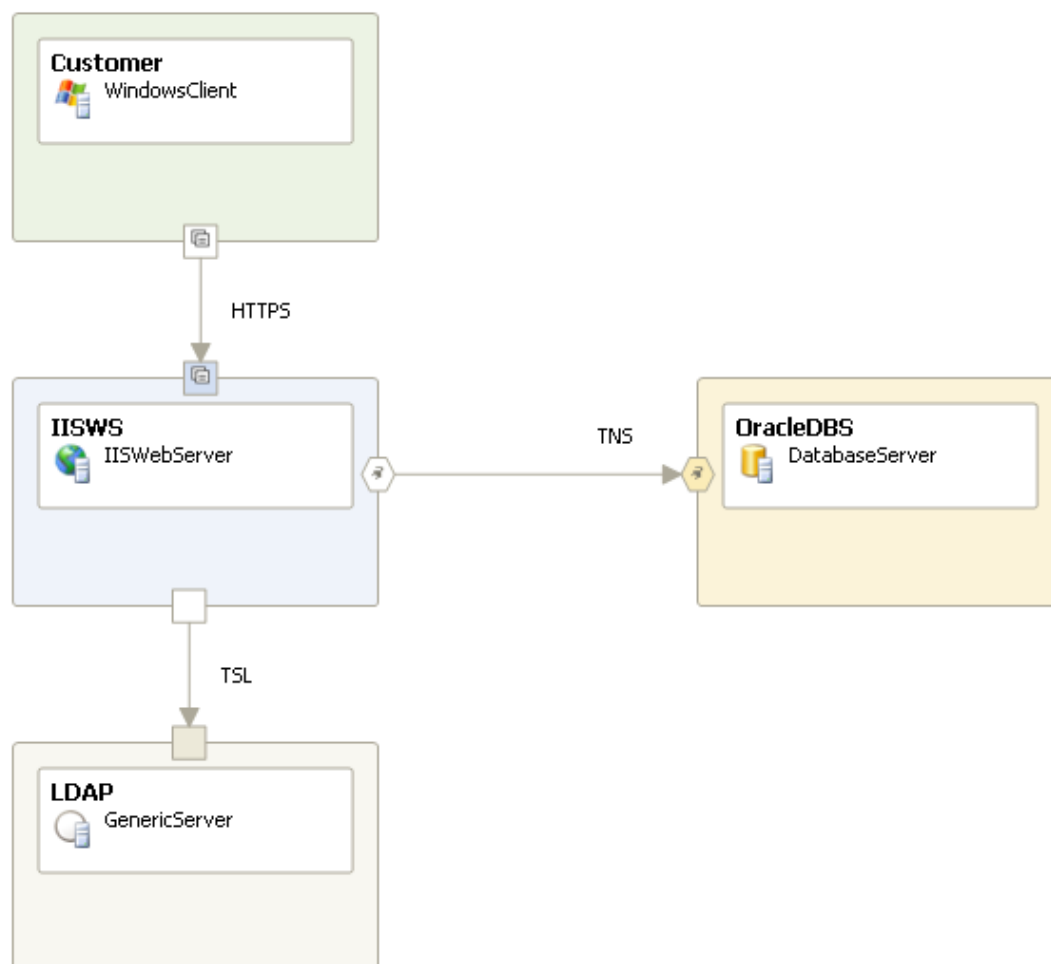 Customer
WindowsClient
HTTPS
IISWS
IISWebServer
TNS
OracleDBS
DatabaseServer
TSL
LDAP
GenericServer